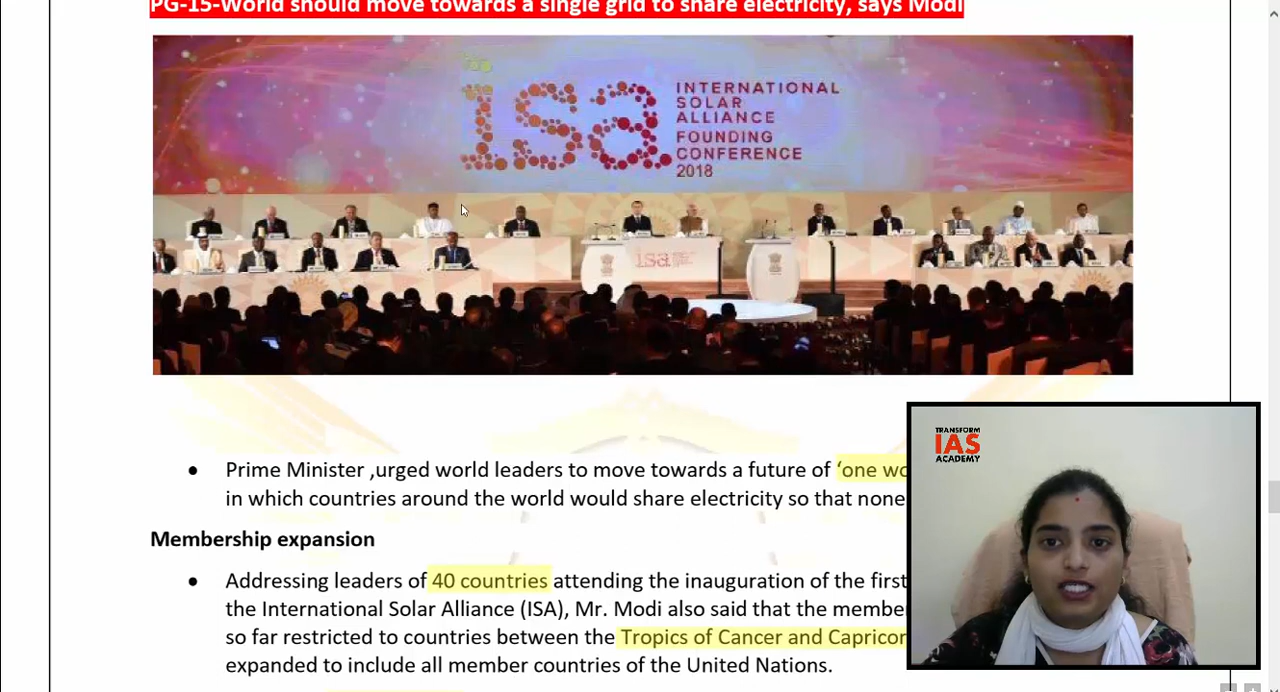 PG-15-World should move towards a single grid to share electricity, says Modi
isa
INTERNATIONAL
SOLAR
ALLIANCE
FOUNDING
CONFERENCE
2018
isa
• Prime Minister ,urged world leaders to move towards a future of ‘one
in which countries around the world would share electricity so that none
Membership expansion
• Addressing leaders of 40 countries attending the inauguration of the first
the International Solar Alliance (ISA), Mr. Modi also said that the
so far restricted to countries between the Tropics of Cancer and
expanded to include all member countries of the United Nations.
TRANSFORM
IAS
ACADEMY